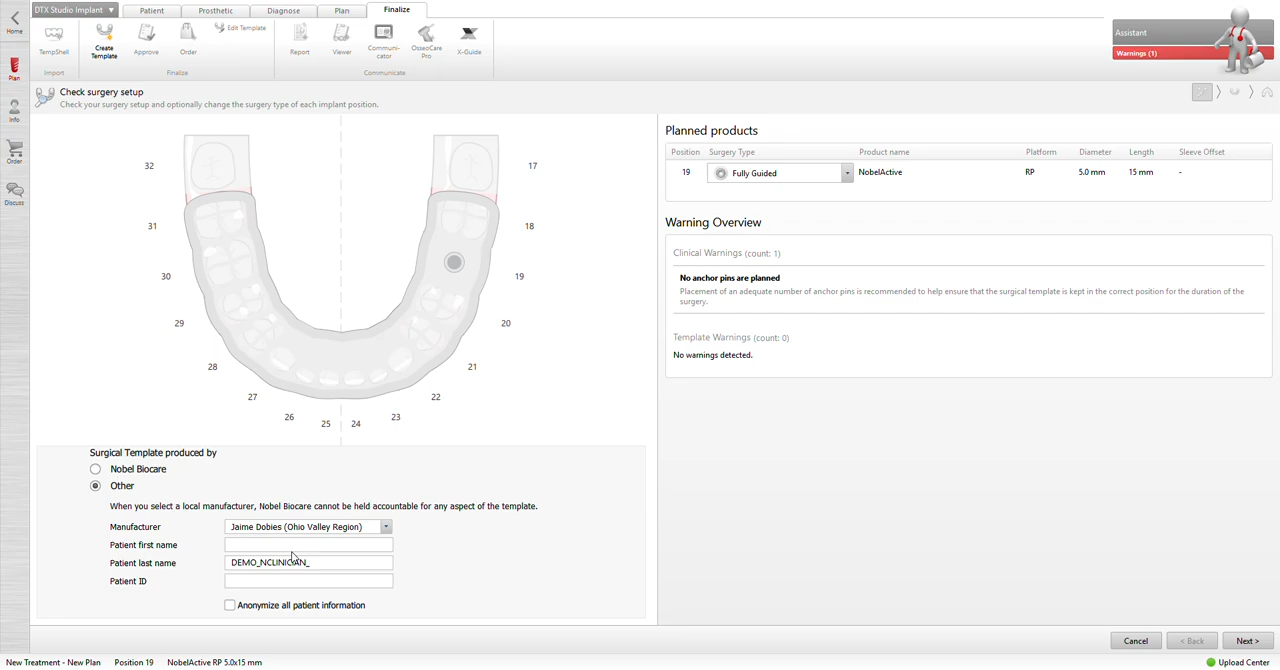 DTX Studio Implant ▼
Patient
Prosthetic
Diagnose
Plan
Finalize
Home
TempShell
Create
Template
Approve
Order
Edit Template
Report
Viewer
Communi-
cator
OsseoCare
Pro
X-Guide
Import
Finalize
Communicate
Assistant
Warnings (1)
Plan
Info
Order
Discuss
Check surgery setup
Check your surgery setup and optionally change the surgery type of each implant position.
32
17
31
18
30
19
29
20
28
21
27
22
26
25
24
23
Surgical Template produced by
Nobel Biocare
Other
When you select a local manufacturer, Nobel Biocare cannot be held accountable for any aspect of the template.
Manufacturer
Jaime Dobies (Ohio Valley Region)
Patient first name
Patient last name
DEMO_NCLINICIAN_
Patient ID
Anonymize all patient information
Planned products
Position Surgery Type Product name Platform Diameter Length Sleeve Offset
19 Fully Guided NobelActive RP 5.0 mm 15 mm -
Warning Overview
Clinical Warnings (count: 1)
No anchor pins are planned
Placement of an adequate number of anchor pins is recommended to help ensure that the surgical template is kept in the correct position for the duration of the
surgery.
Template Warnings (count: 0)
No warnings detected.
Cancel
< Back
Next >
New Treatment - New Plan Position 19 NobelActive RP 5.0x15 mm
Upload Center